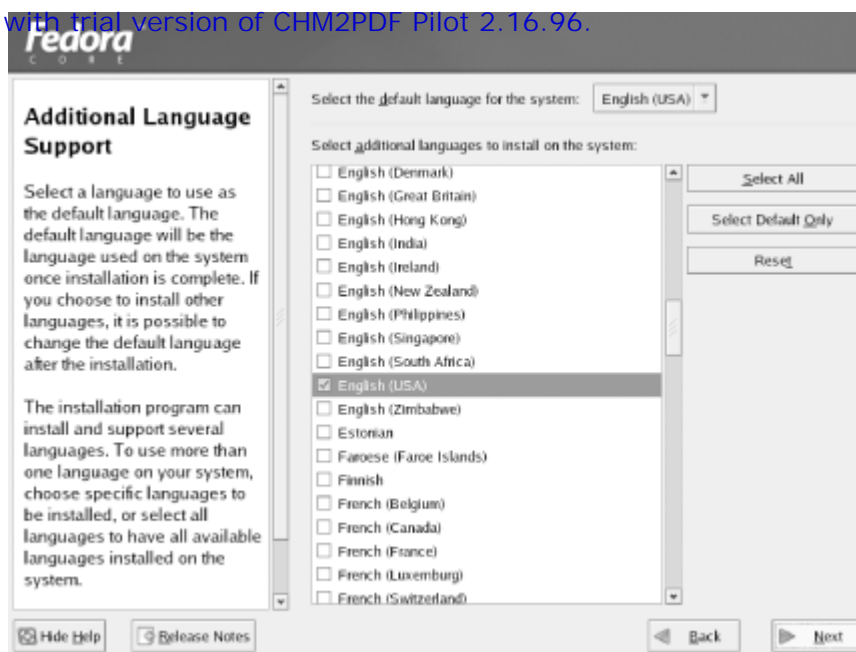 with trial version of CHM2PDF Pilot 2.16.96.
fedora
CORE
Additional Language
Support
Select a language to use as
the default language. The
default language will be the
language used on the system
once installation is complete. If
you choose to install other
languages, it is possible to
change the default language
after the installation.
The installation program can
install and support several
languages. To use more than
one language on your system,
choose specific languages to
be installed, or select all
languages to have all available
languages installed on the
system.
Select the default language for the system: English (USA)
Select additional languages to install on the system:
English (Denmark)
English (Great Britain)
English (Hong Kong)
English (India)
English (Ireland)
English (New Zealand)
English (Philippines)
English (Singapore)
English (South Africa)
English (USA)
English (Zimbabwe)
Estonian
Faroese (Faroe Islands)
Finnish
French (Belgium)
French (Canada)
French (France)
French (Luxemburg)
French (Switzerland)
Select All
Select Default Only
Reset
Hide Help
Release Notes
Back
Next